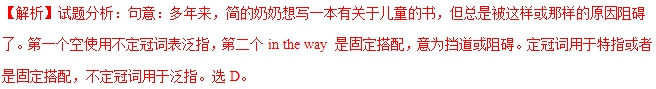 【解析】试题分析：句意：多年来，简的奶奶想写一本有关于儿童的书，但总是被这样或那样的原因阻碍
了。第一个空使用不定冠词表泛指，第二个 in the way 是固定搭配，意为挡道或阻碍。定冠词用于特指或者
是固定搭配，不定冠词用于泛指。选 D。